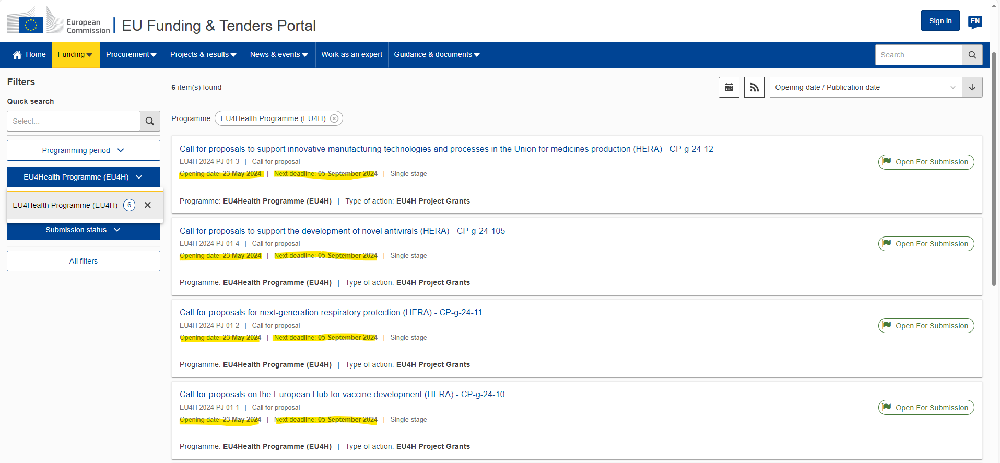 European
Commission
EU Funding & Tenders Portal
Sign in
EN
Home
Funding
Procurement
Projects & results
News & events
Work as an expert
Guidance & documents
Search...
Filters
Quick search
Select...
Programming period
EU4Health Programme (EU4H)
EU4Health Programme (EU4H) 6
Submission status
All filters
6 item(s) found
Opening date / Publication date
Programme EU4Health Programme (EU4H)
Call for proposals to support innovative manufacturing technologies and processes in the Union for medicines production (HERA) - CP-g-24-12
EU4H-2024-PJ-01-3 | Call for proposal
Opening date: 23 May 2024 | Next deadline: 05 September 2024 | Single-stage
Open For Submission
Programme: EU4Health Programme (EU4H) | Type of action: EU4H Project Grants
Call for proposals to support the development of novel antivirals (HERA) - CP-g-24-105
EU4H-2024-PJ-01-4 | Call for proposal
Opening date: 23 May 2024 | Next deadline: 05 September 2024 | Single-stage
Open For Submission
Programme: EU4Health Programme (EU4H) | Type of action: EU4H Project Grants
Call for proposals for next-generation respiratory protection (HERA) - CP-g-24-11
EU4H-2024-PJ-01-2 | Call for proposal
Opening date: 23 May 2024 | Next deadline: 05 September 2024 | Single-stage
Open For Submission
Programme: EU4Health Programme (EU4H) | Type of action: EU4H Project Grants
Call for proposals on the European Hub for vaccine development (HERA) - CP-g-24-10
EU4H-2024-PJ-01-1 | Call for proposal
Opening date: 23 May 2024 | Next deadline: 05 September 2024 | Single-stage
Open For Submission
Programme: EU4Health Programme (EU4H) | Type of action: EU4H Project Grants